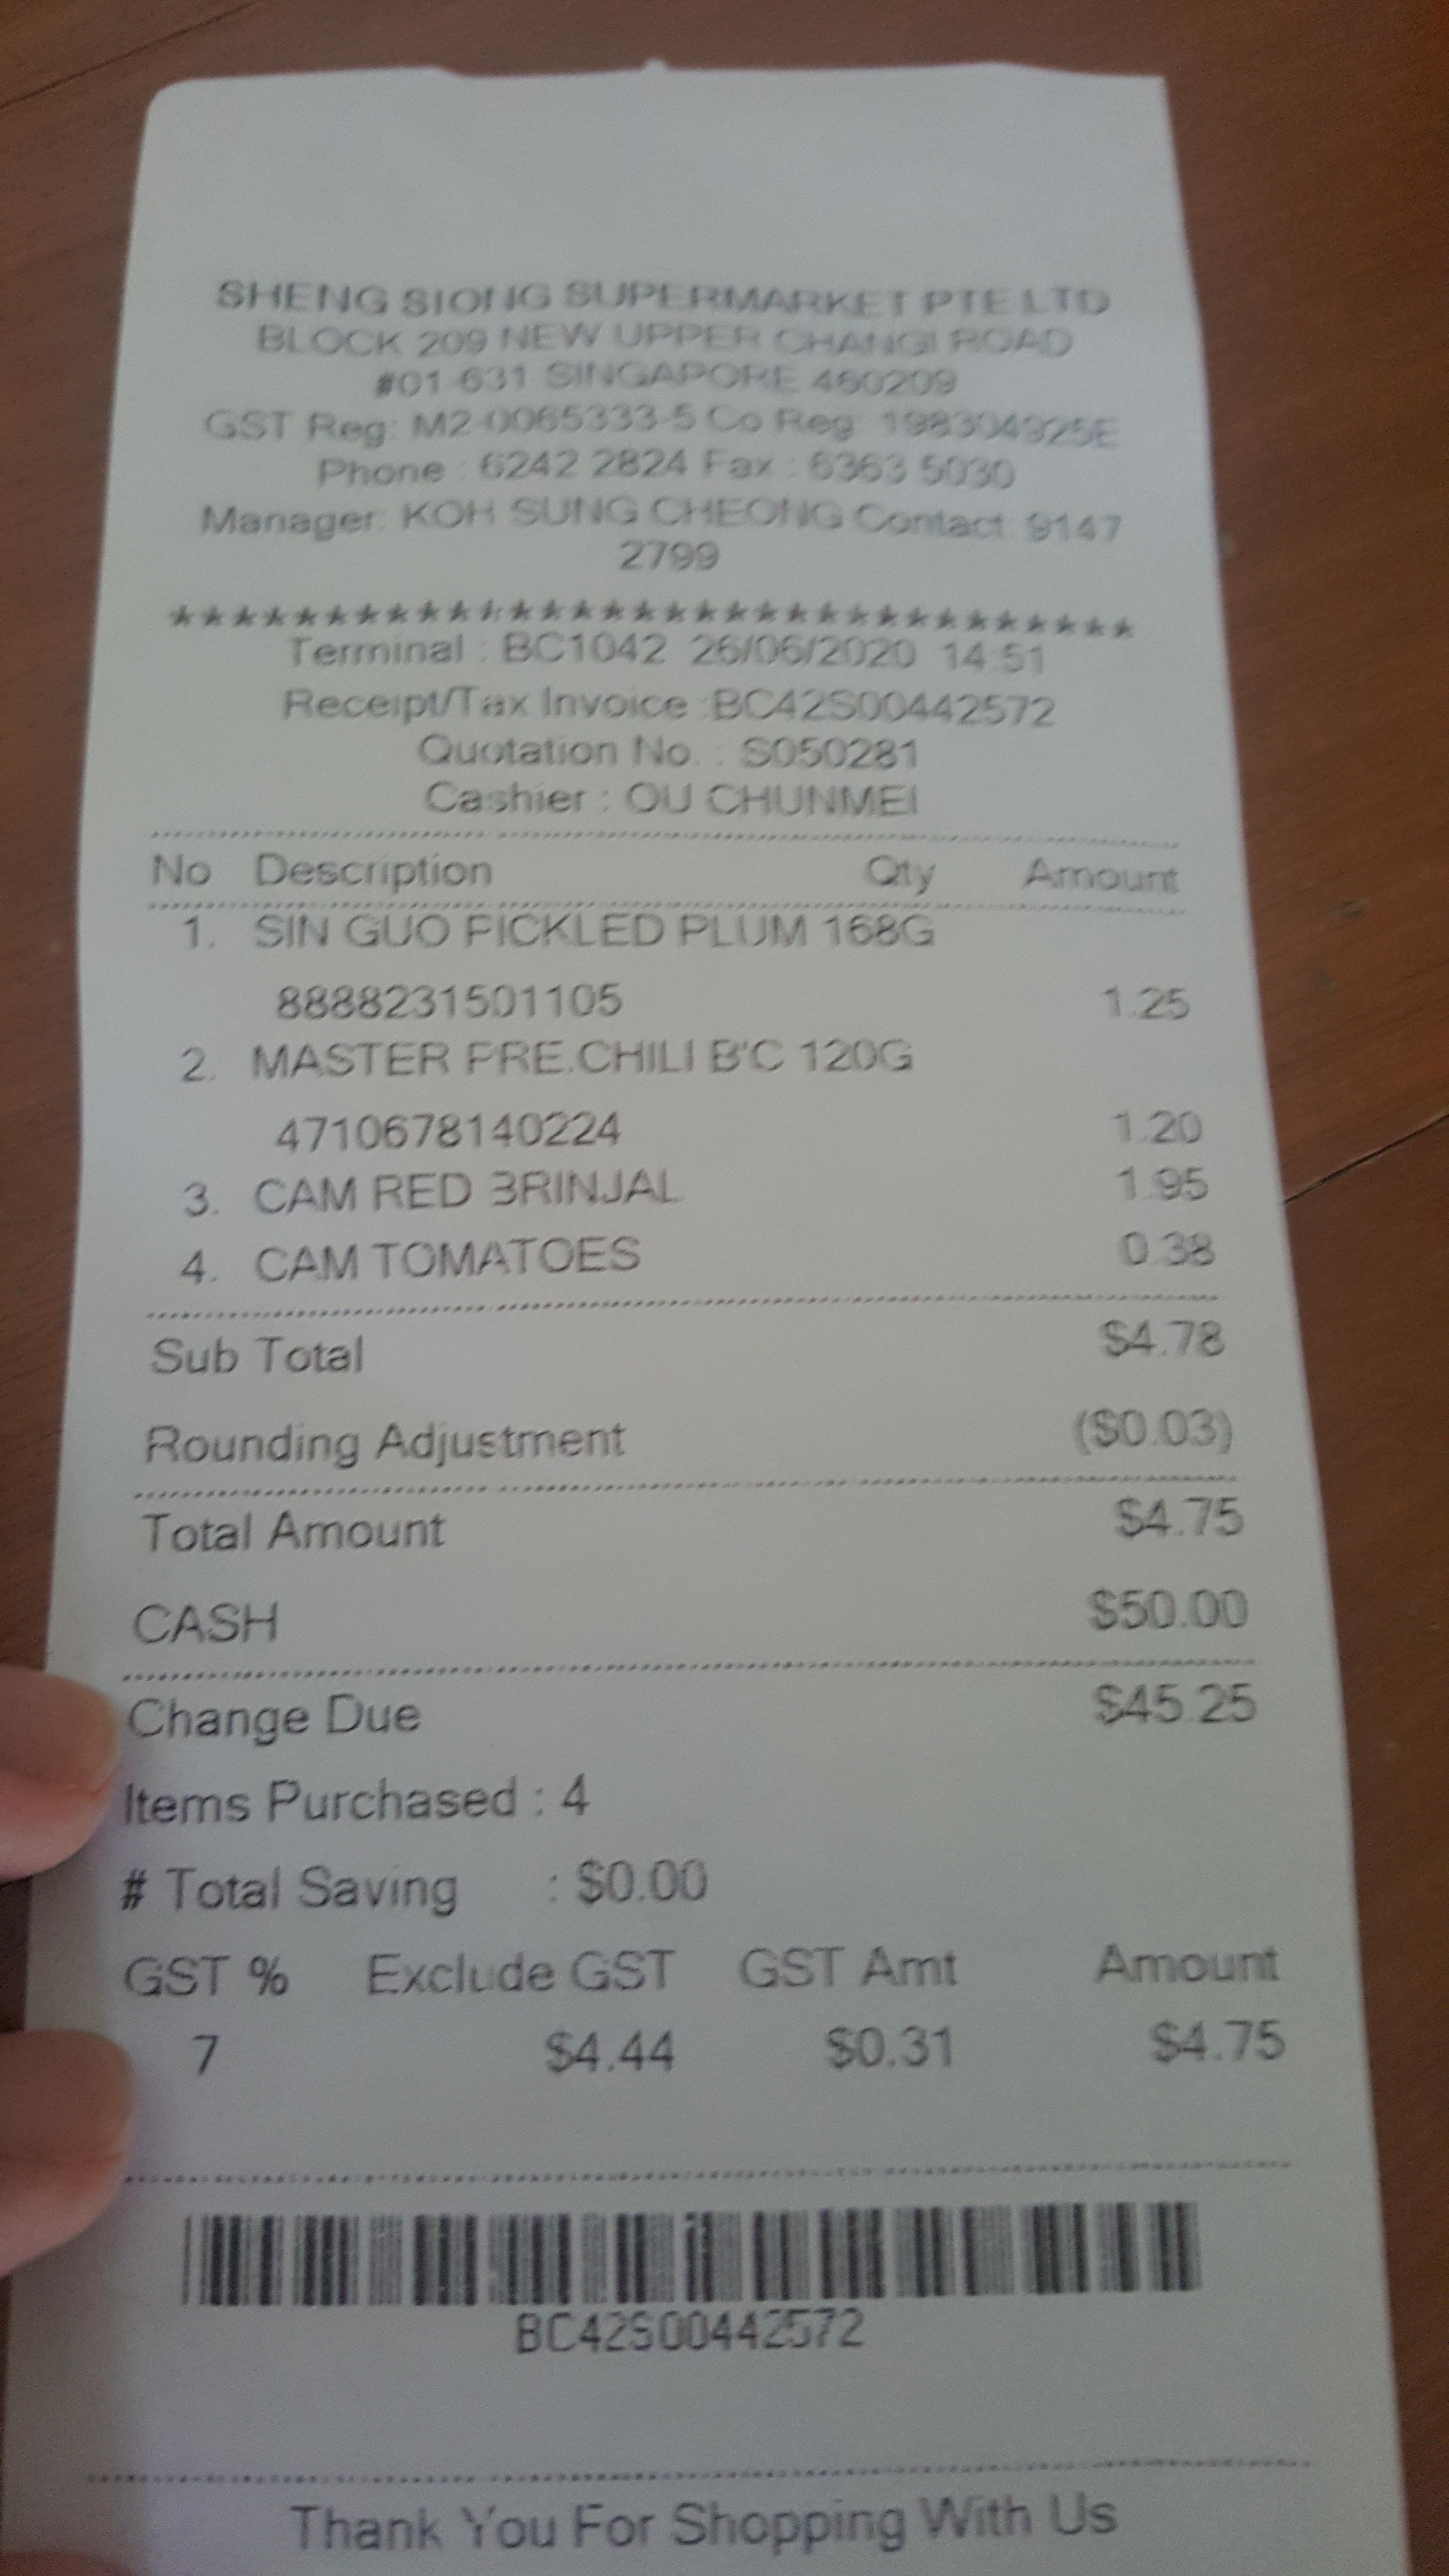 SHENG SIONG SUPERMARKET PTE LTD
BLOCK 209 NEW UPPER CHANGI ROAD
#01-631 SINGAPORE 460209
GST Reg: M2-0065333-5 Co Reg: 198304925E
Phone : 6242 2824 Fax : 6363 5030
Manager: KOH SUNG CHEONG Contact: 9147
2799
********************************
Terminal : BC1042 26/06/2020 14:51
Receipt/Tax Invoice :BC42S00442572
Quotation No. : S050281
Cashier : OU CHUNMEI
No Description Qty Amount
1. SIN GUO PICKLED PLUM 168G
8888231501105 1.25
2. MASTER PRE.CHILI B'C 120G
4710678140224 1.20
3. CAM RED BRINJAL 1.95
4. CAM TOMATOES 0.38
Sub Total $4.78
Rounding Adjustment ($0.03)
Total Amount $4.75
CASH $50.00
Change Due $45.25
Items Purchased : 4
# Total Saving : $0.00
GST % Exclude GST GST Amt Amount
7 $4.44 $0.31 $4.75
BC42S00442572
Thank You For Shopping With Us